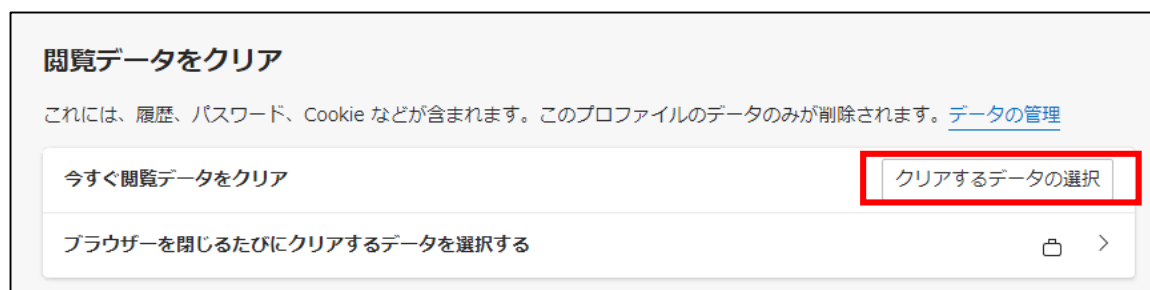 閲覧データをクリア
これには、履歴、パスワード、Cookie などが含まれます。このプロファイルのデータのみが削除されます。データの管理
今すぐ閲覧データをクリア
クリアするデータの選択
ブラウザーを閉じるたびにクリアするデータを選択する